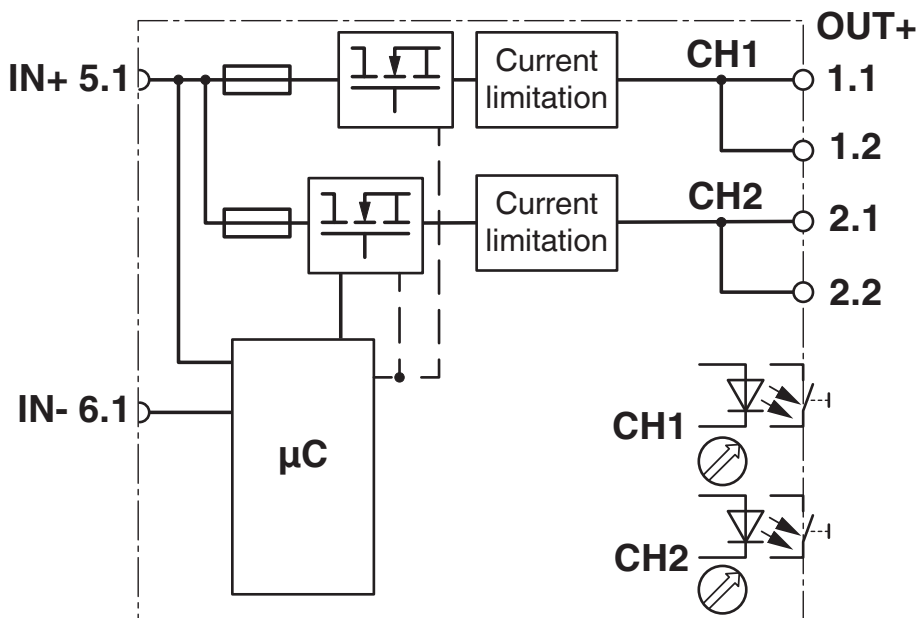 OUT+
IN+ 5.1
Current
limitation
CH1
1.1
1.2
Current
limitation
CH2
2.1
2.2
IN- 6.1
µC
CH1
CH2